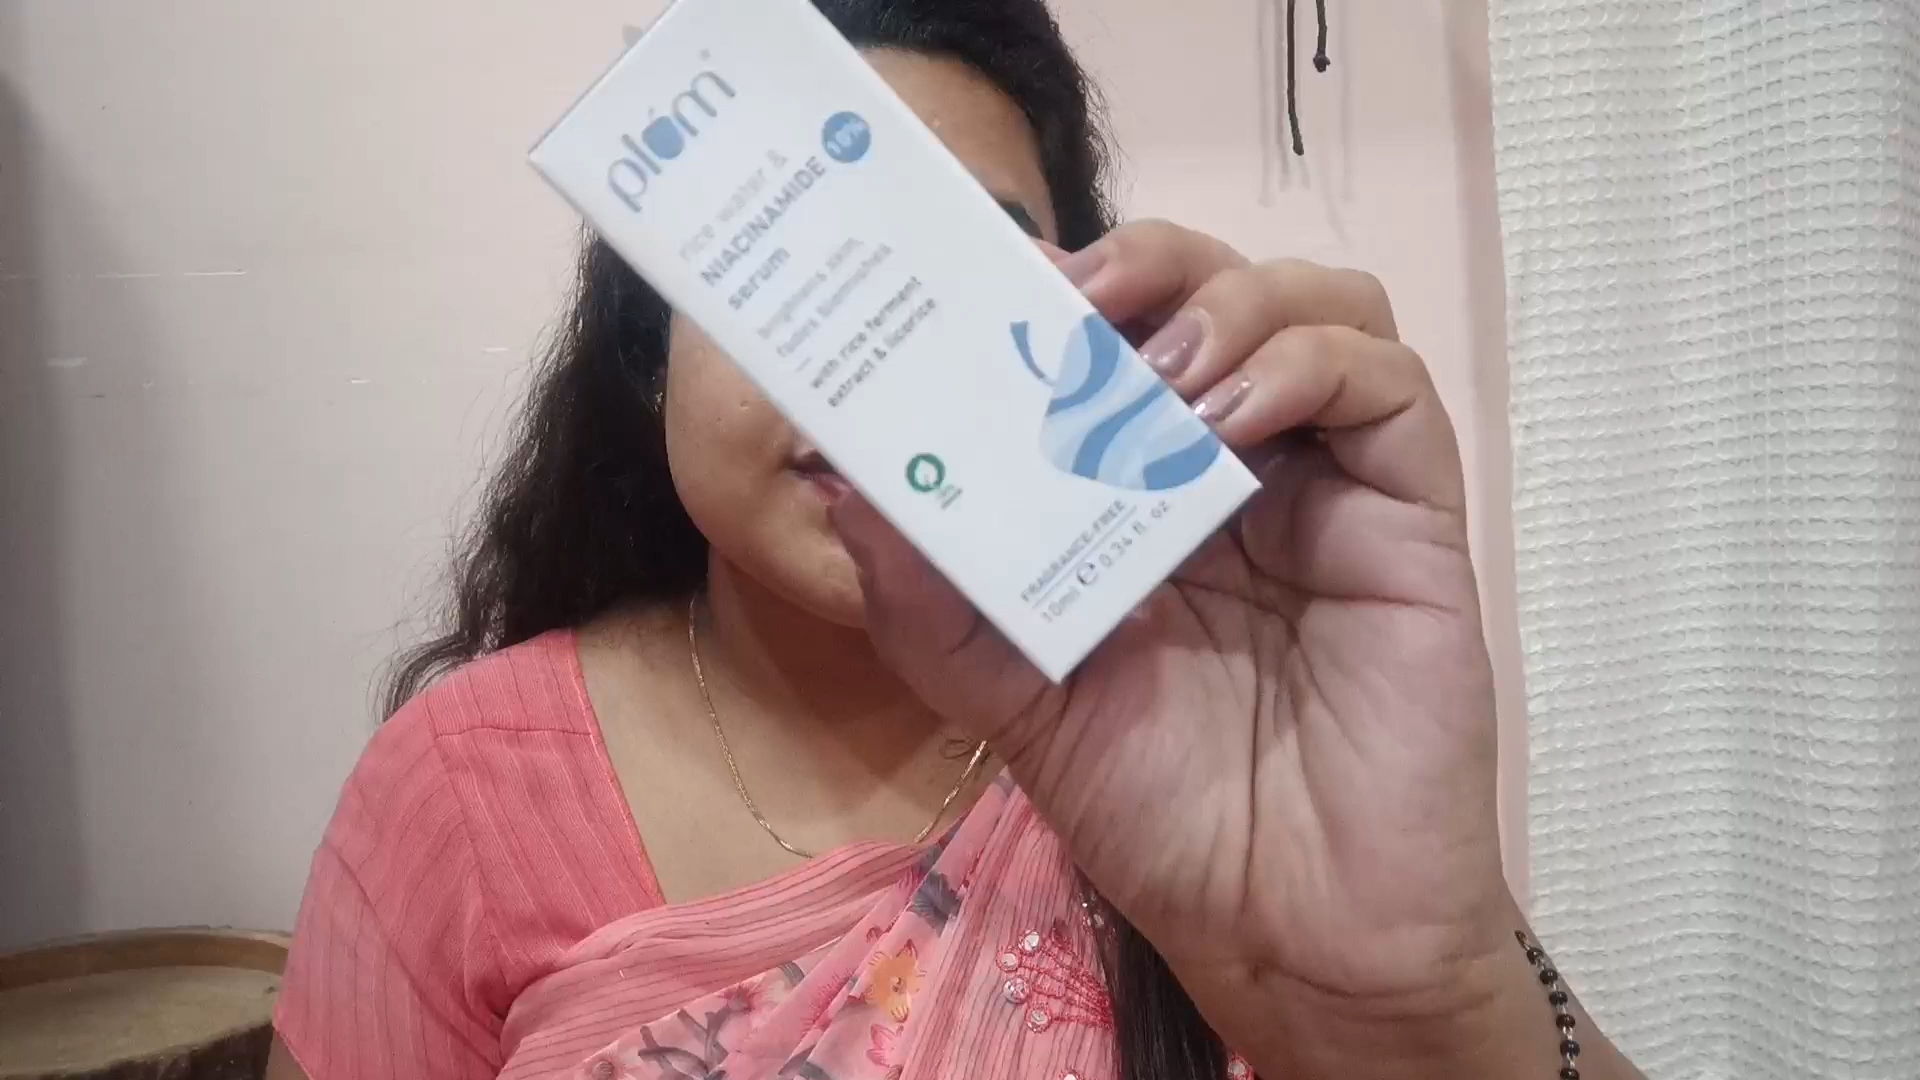 plum
rice water &
NIACINAMIDE 10%
serum
brightens skin,
fades blemishes
with rice ferment
extract & licorice
FRAGRANCE-FREE
10ml e 0.34 fl. oz